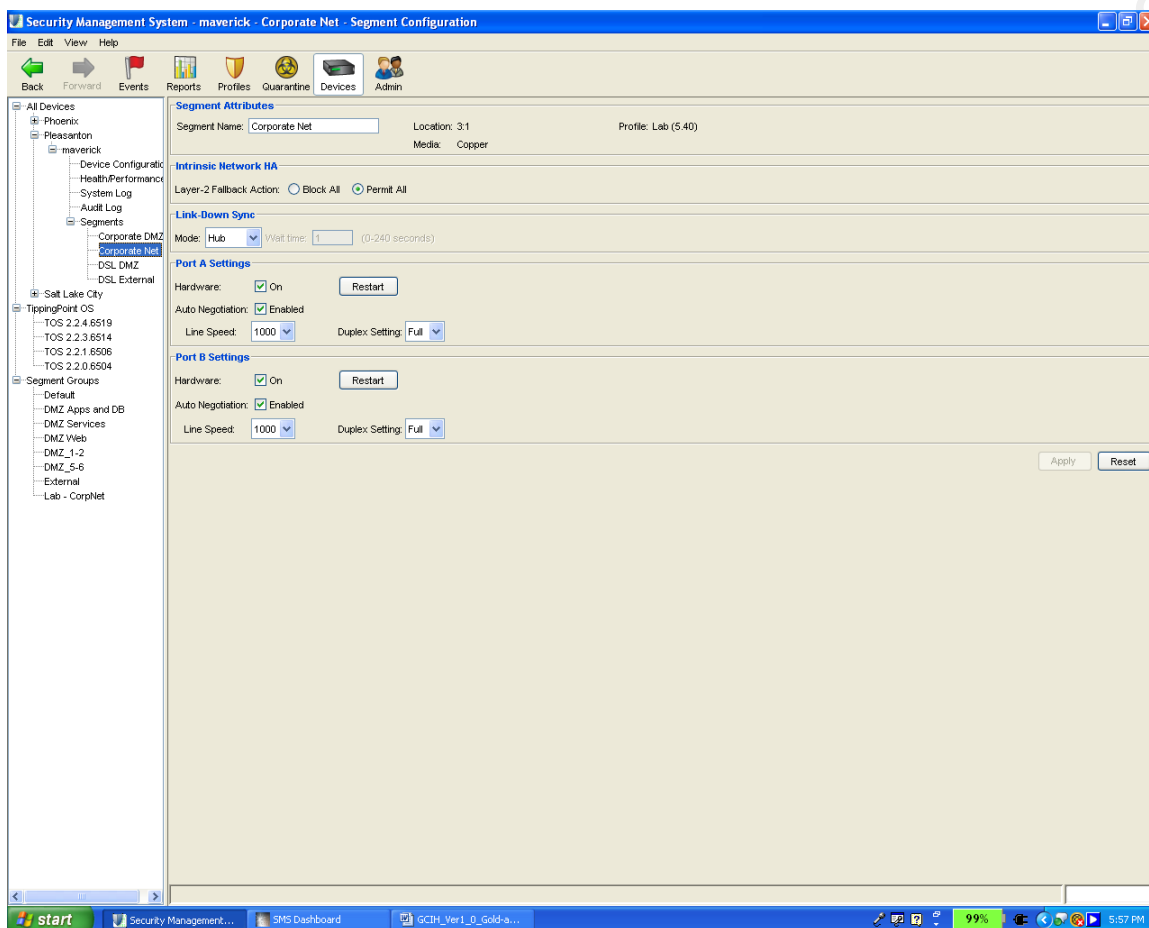 Security Management System - maverick - Corporate Net - Segment Configuration
File Edit View Help
Back Forward Events Reports Profiles Quarantine Devices Admin
All Devices
Phoenix
Pleasanton
maverick
Device Configuratio
Health/Performance
System Log
Audit Log
Segments
Corporate DMZ
Corporate Net
DSL DMZ
DSL External
Salt Lake City
TippingPoint OS
TOS 2.2.4.6519
TOS 2.2.3.6514
TOS 2.2.1.6506
TOS 2.2.0.6504
Segment Groups
Default
DMZ Apps and DB
DMZ Services
DMZ Web
DMZ_1-2
DMZ_5-6
External
Lab - CorpNet
Segment Attributes
Segment Name: Corporate Net Location: 3:1 Profile: Lab (5.40)
Media: Copper
Intrinsic Network HA
Layer-2 Fallback Action: Block All Permit All
Link-Down Sync
Mode: Hub Wait time: 1 (0-240 seconds)
Port A Settings
Hardware: On Restart
Auto Negotiation: Enabled
Line Speed: 1000 Duplex Setting: Full
Port B Settings
Hardware: On Restart
Auto Negotiation: Enabled
Line Speed: 1000 Duplex Setting: Full
Apply Reset
start Security Management... SMS Dashboard GCIH_Ver1_0_Gold-a... 99% 5:57 PM